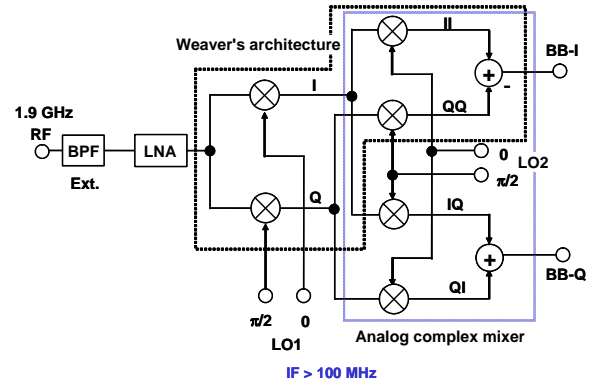 Weaver's architecture
II
BB-I
+
-
I
QQ
1.9 GHz
RF
BPF
LNA
Ext.
0
LO2
π/2
Q
IQ
+
BB-Q
QI
π/2
0
LO1
Analog complex mixer
IF > 100 MHz